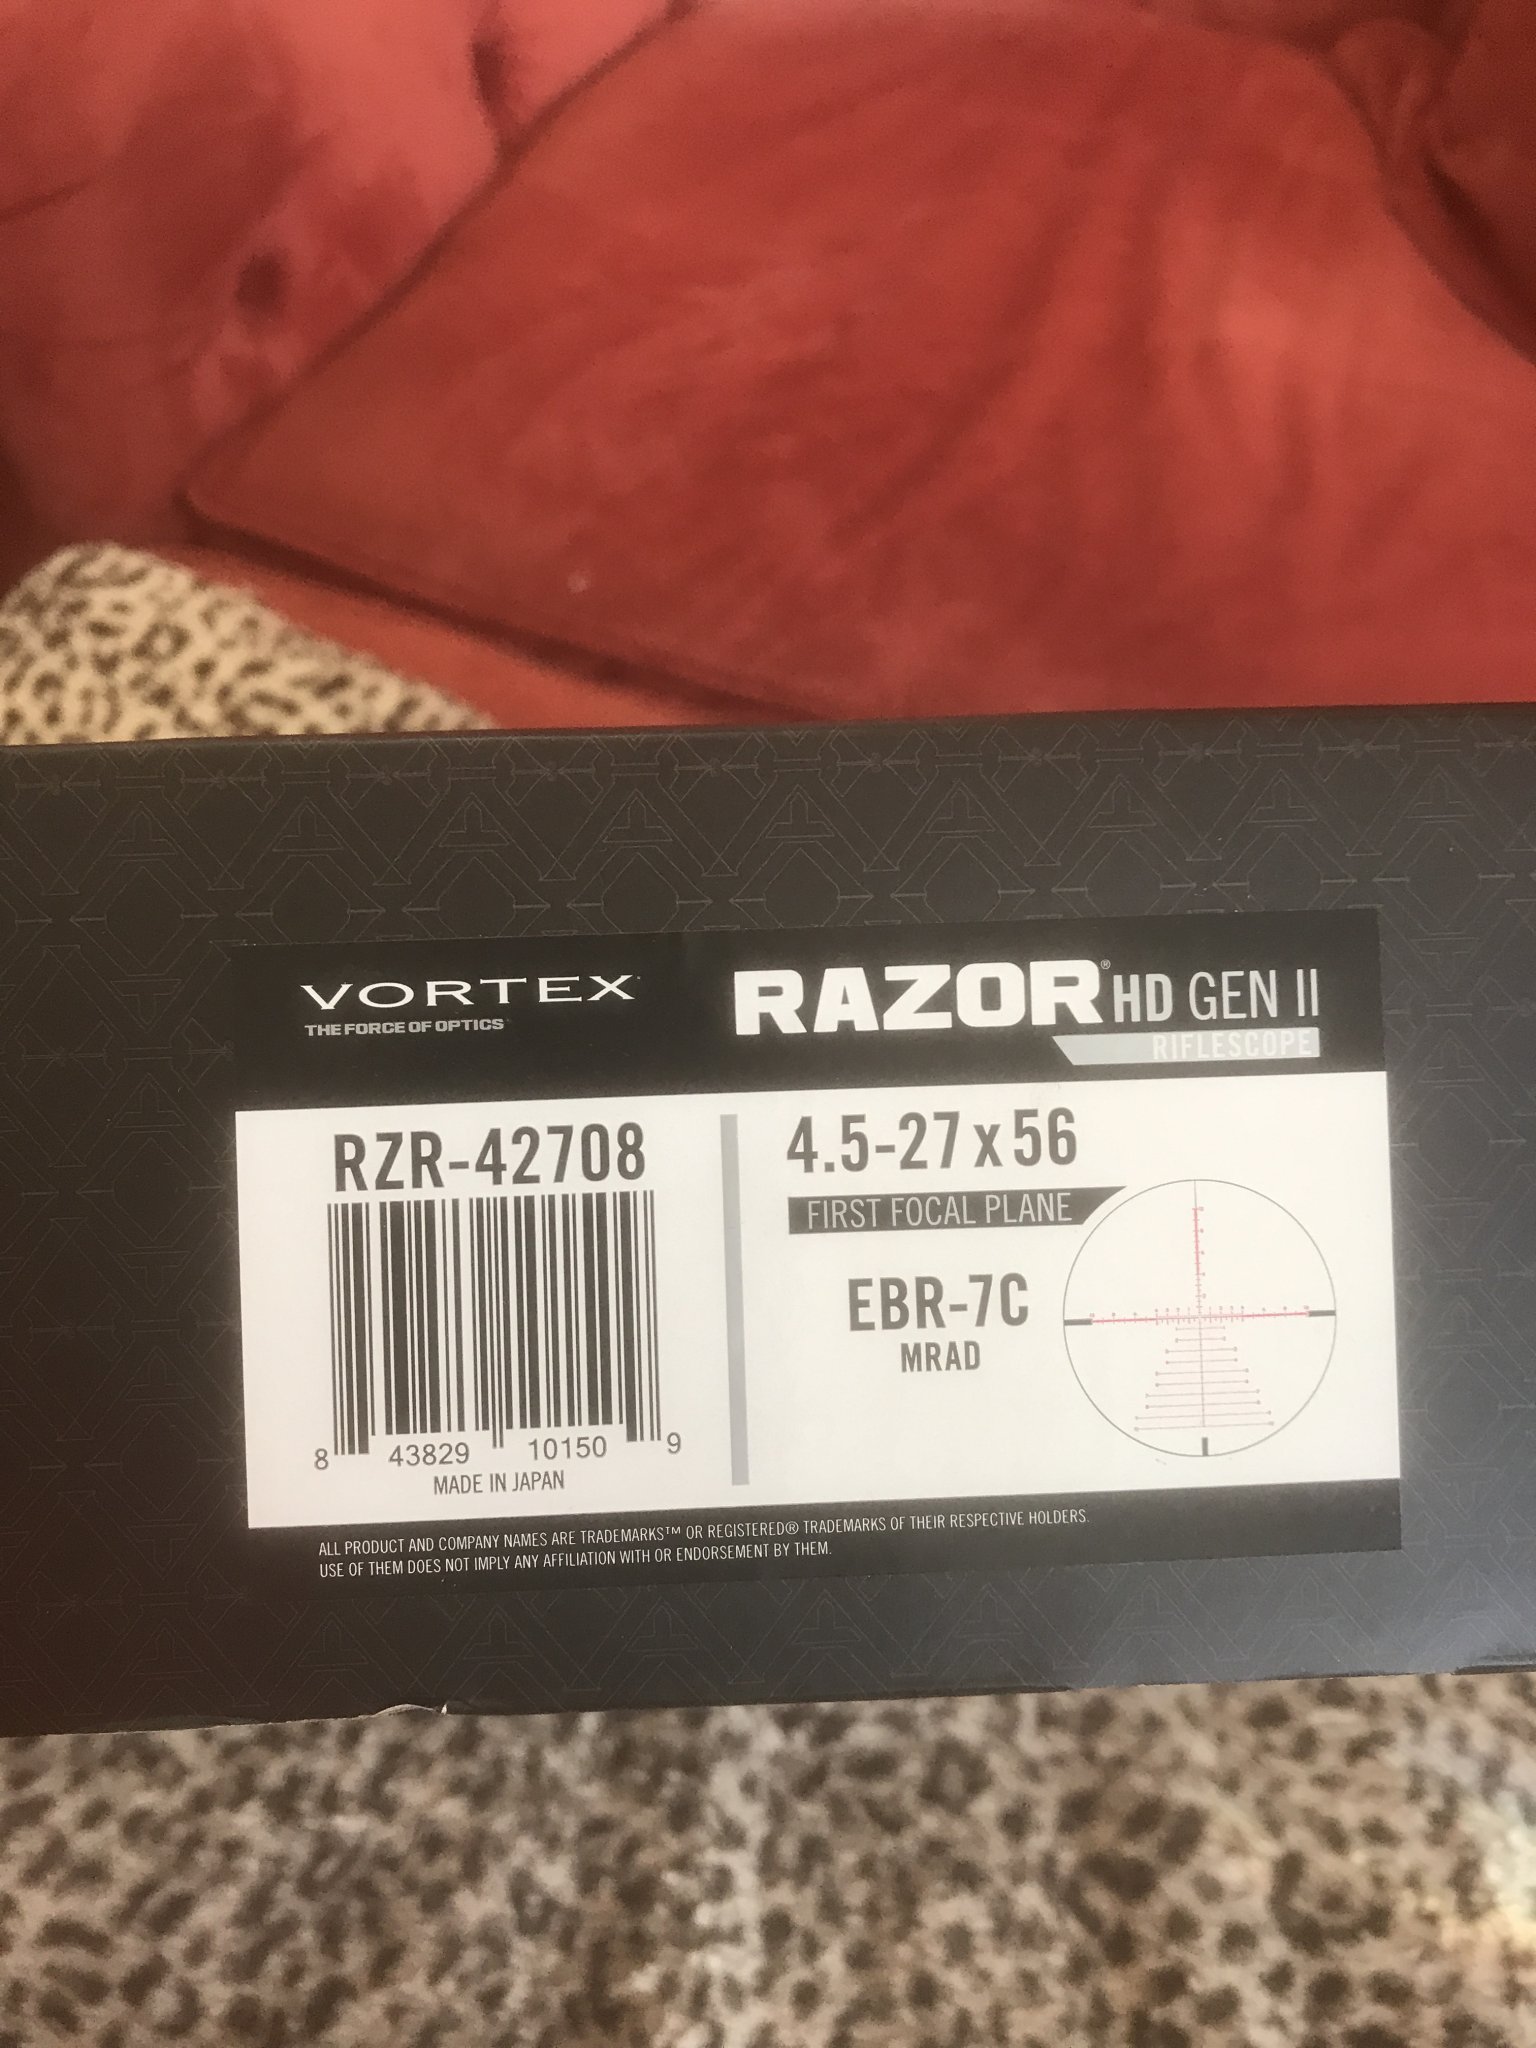 VORTEX
THE FORCE OF OPTICS
RAZOR® HD GEN II
RIFLESCOPE
RZR-42708
8 43829 10150 9
MADE IN JAPAN
4.5-27x56
FIRST FOCAL PLANE
EBR-7C
MRAD
ALL PRODUCT AND COMPANY NAMES ARE TRADEMARKS™ OR REGISTERED® TRADEMARKS OF THEIR RESPECTIVE HOLDERS.
USE OF THEM DOES NOT IMPLY ANY AFFILIATION WITH OR ENDORSEMENT BY THEM.